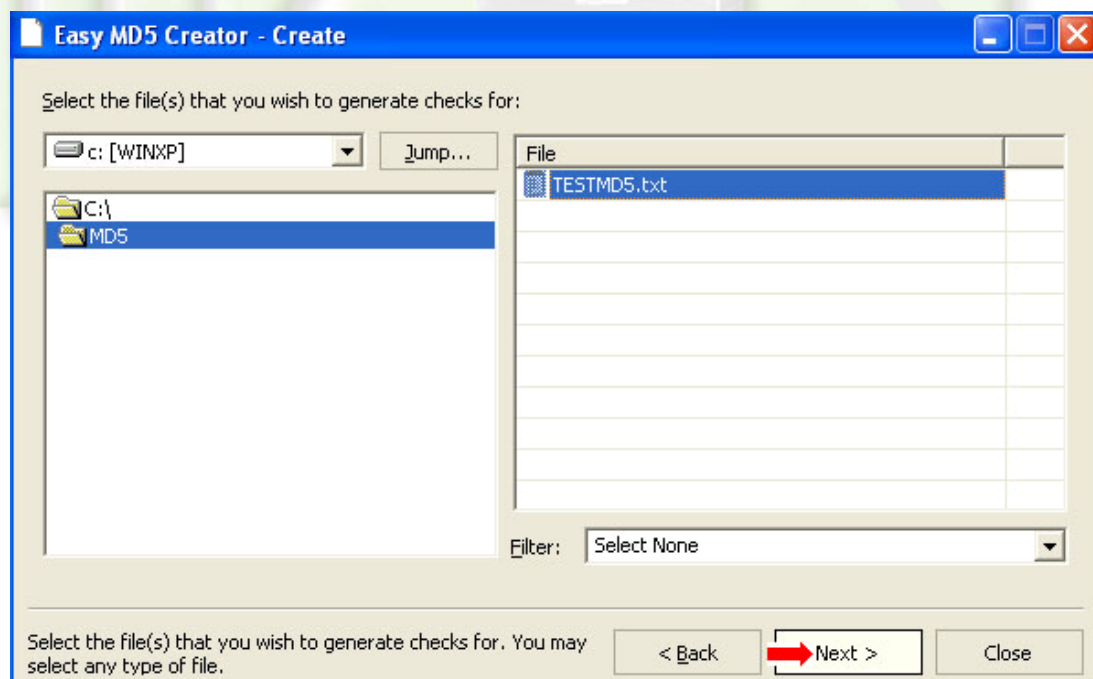 Easy MD5 Creator - Create
Select the file(s) that you wish to generate checks for:
c: [WINXP]
Jump...
File
TESTMD5.txt
C:\
MD5
Filter:
Select None
Select the file(s) that you wish to generate checks for. You may
select any type of file.
< Back
Next >
Close